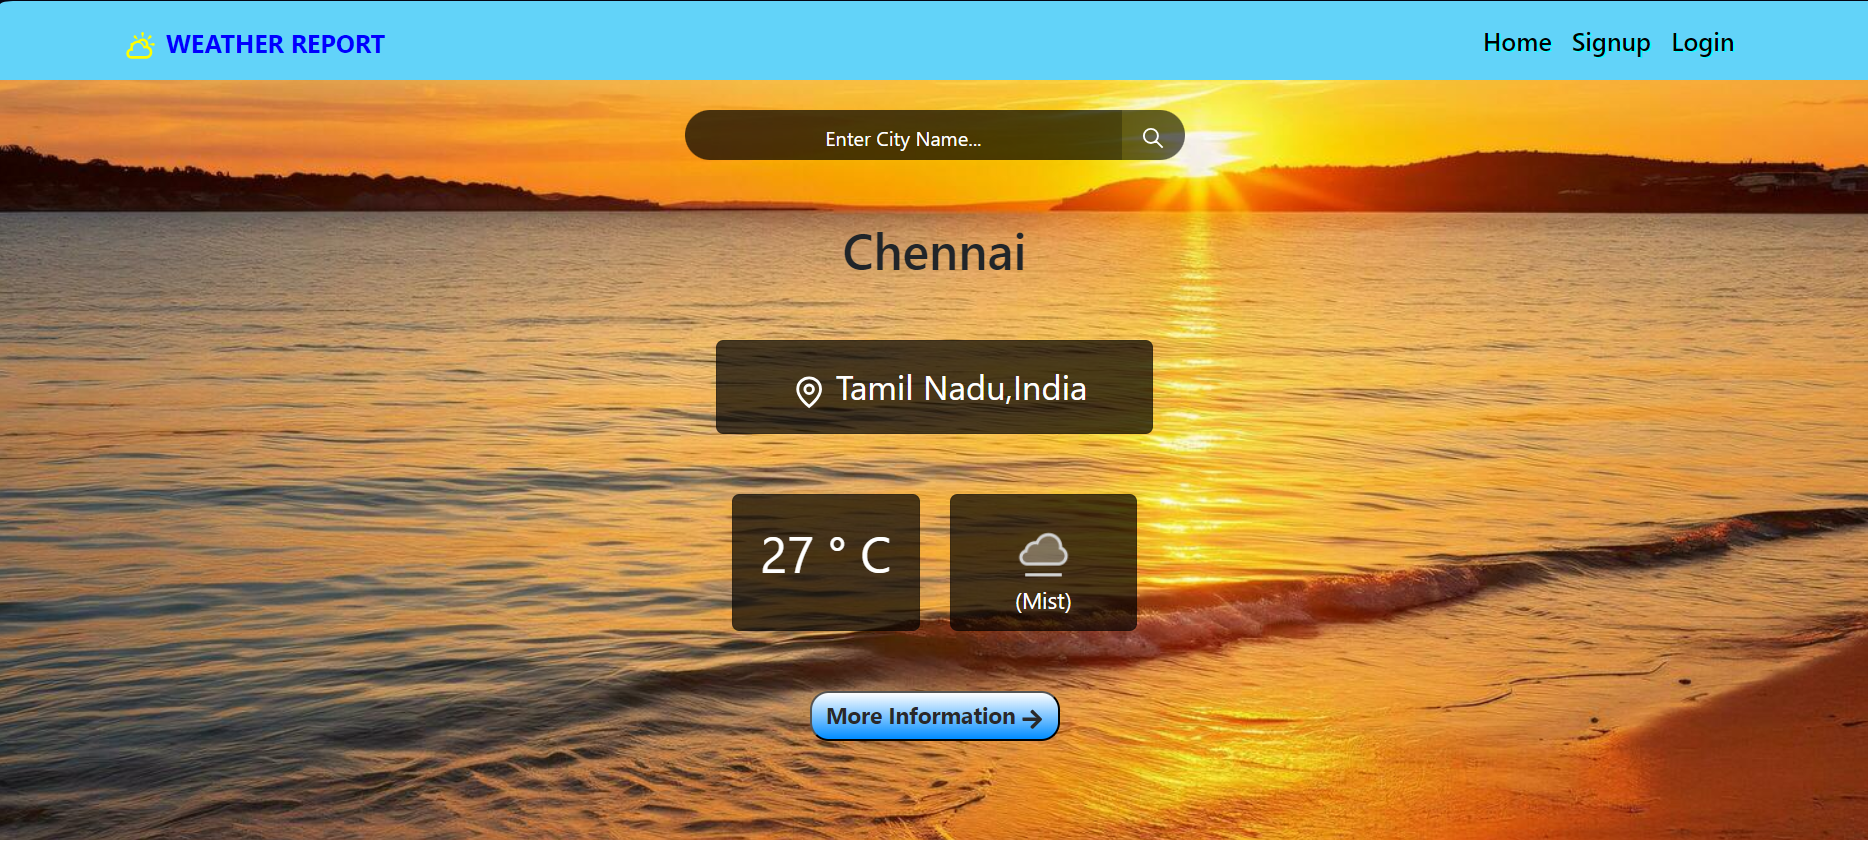 WEATHER REPORT
Home Signup Login
Enter City Name...
Chennai
Tamil Nadu,India
27 ° C
(Mist)
More Information